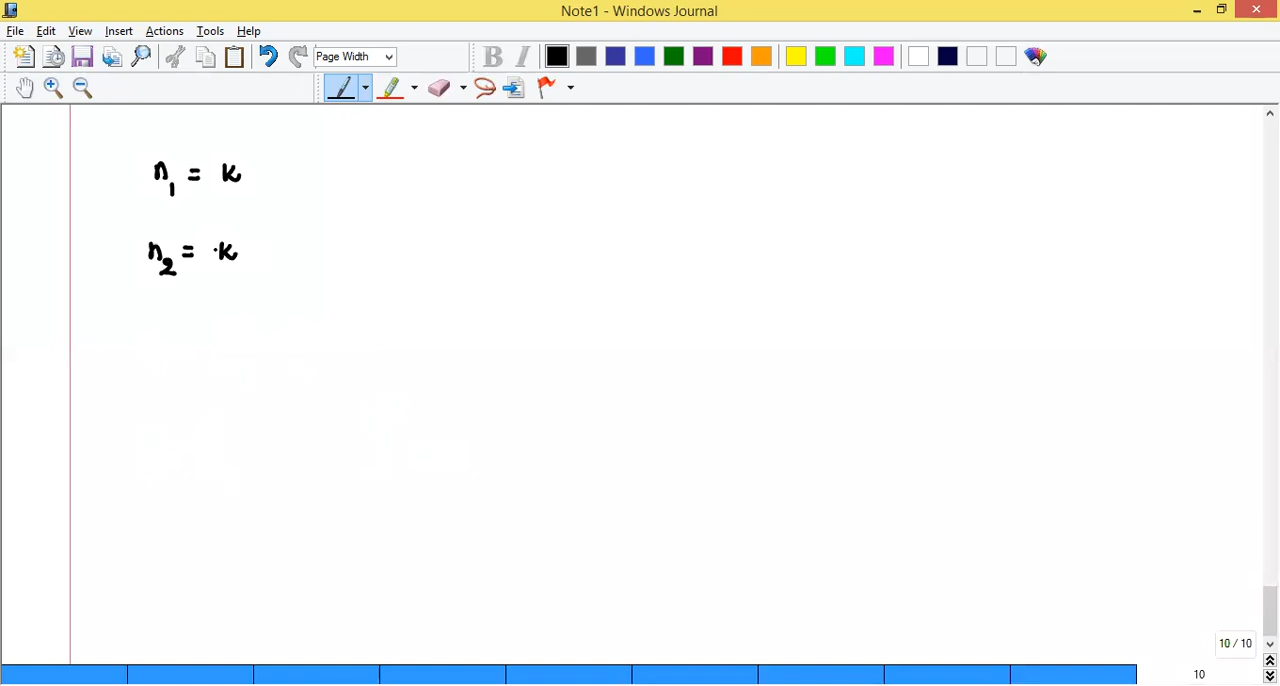 Note1 - Windows Journal
File Edit View Insert Actions Tools Help
Page Width B I
n₁ = k
n₂ = k
10 / 10
10